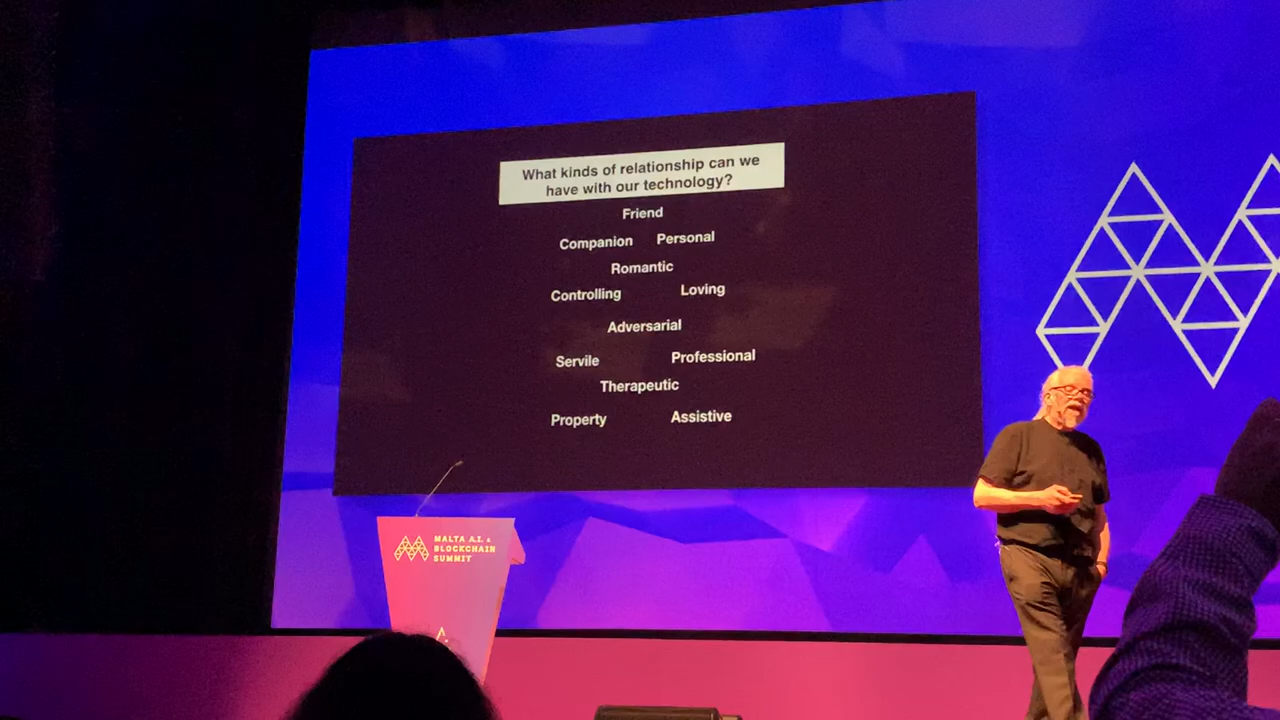 What kinds of relationship can we
have with our technology?
Friend
Companion Personal
Romantic
Controlling Loving
Adversarial
Servile Professional
Therapeutic
Property Assistive
MALTA A.I. &
BLOCKCHAIN
SUMMIT